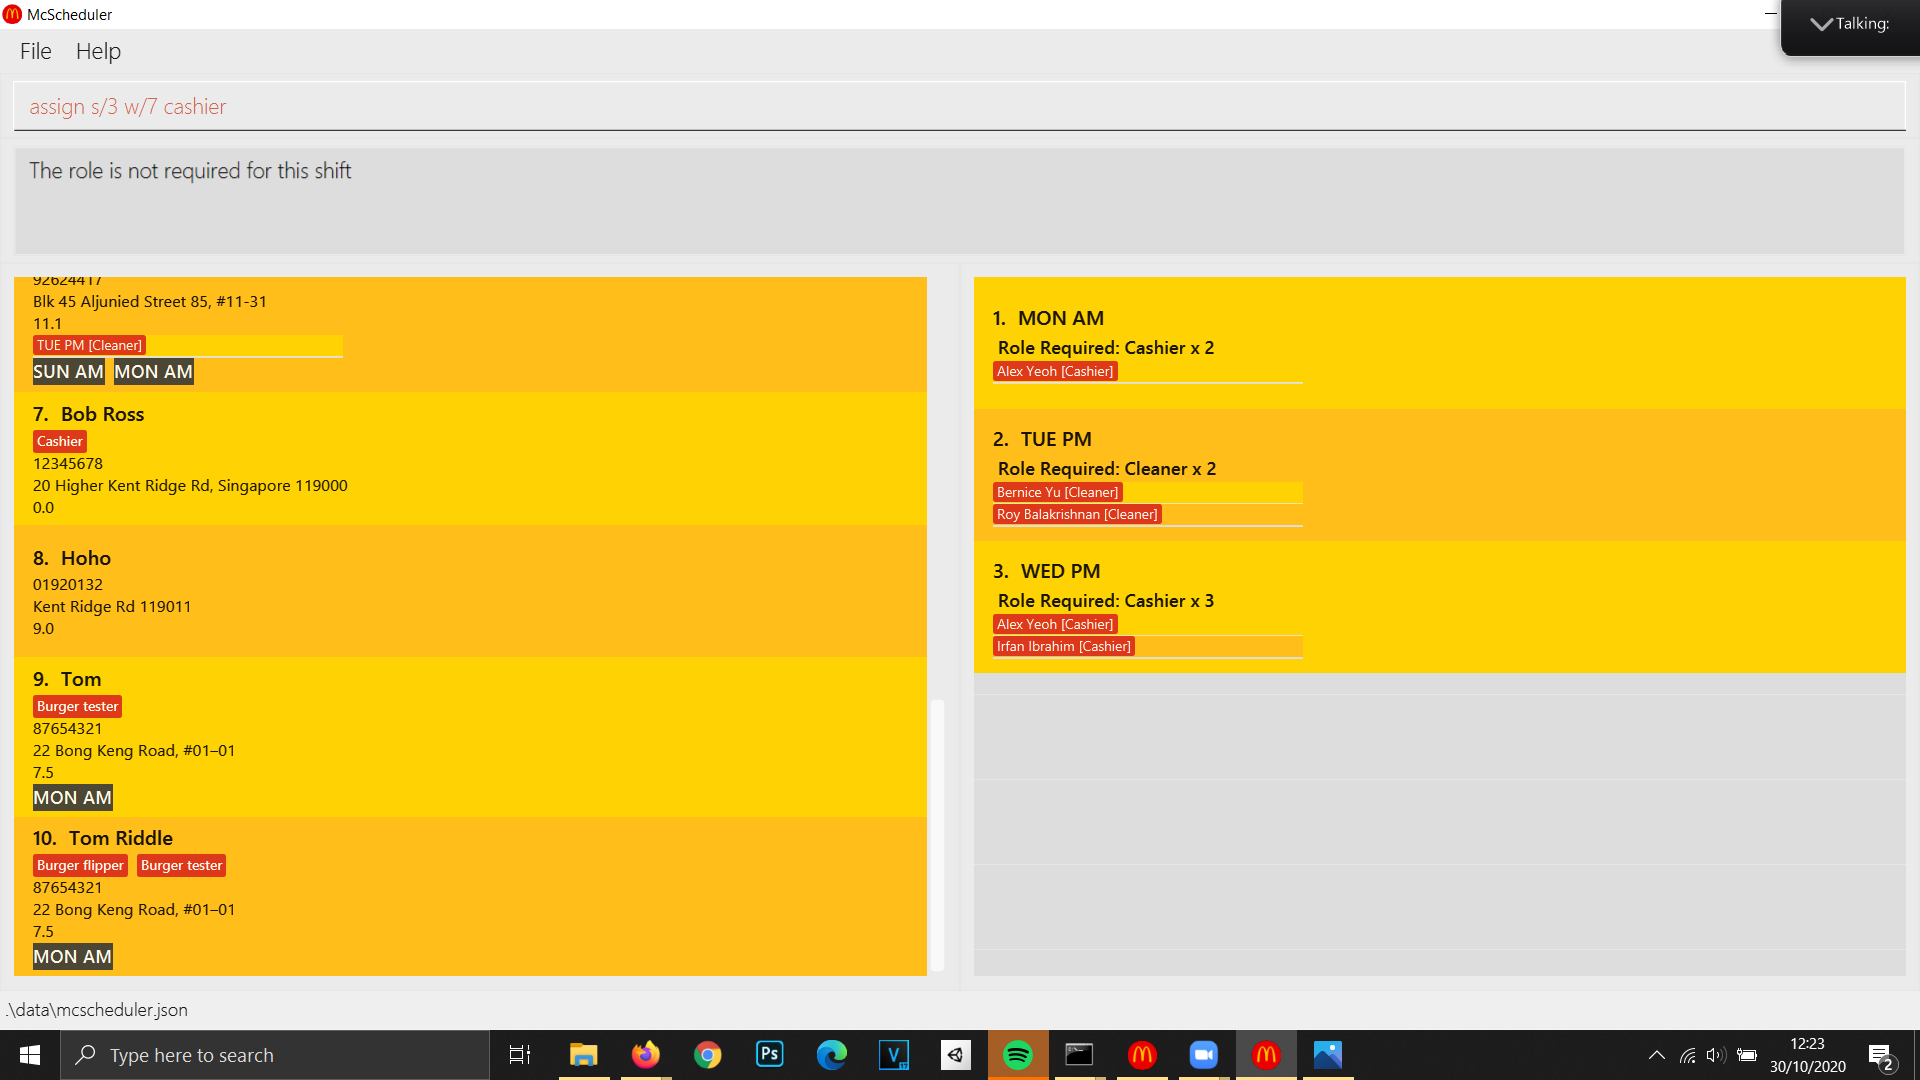 McScheduler
Talking:
File Help
assign s/3 w/7 cashier
The role is not required for this shift
92624417
Blk 45 Aljunied Street 85, #11-31
11.1
TUE PM [Cleaner]
SUN AM MON AM
7. Bob Ross
Cashier
12345678
20 Higher Kent Ridge Rd, Singapore 119000
0.0
8. Hoho
01920132
Kent Ridge Rd 119011
9.0
9. Tom
Burger tester
87654321
22 Bong Keng Road, #01–01
7.5
MON AM
10. Tom Riddle
Burger flipper Burger tester
87654321
22 Bong Keng Road, #01–01
7.5
MON AM
1. MON AM
Role Required: Cashier x 2
Alex Yeoh [Cashier]
2. TUE PM
Role Required: Cleaner x 2
Bernice Yu [Cleaner]
Roy Balakrishnan [Cleaner]
3. WED PM
Role Required: Cashier x 3
Alex Yeoh [Cashier]
Irfan Ibrahim [Cashier]
.\data\mcscheduler.json
Type here to search
Ps
V
12:23
30/10/2020
2